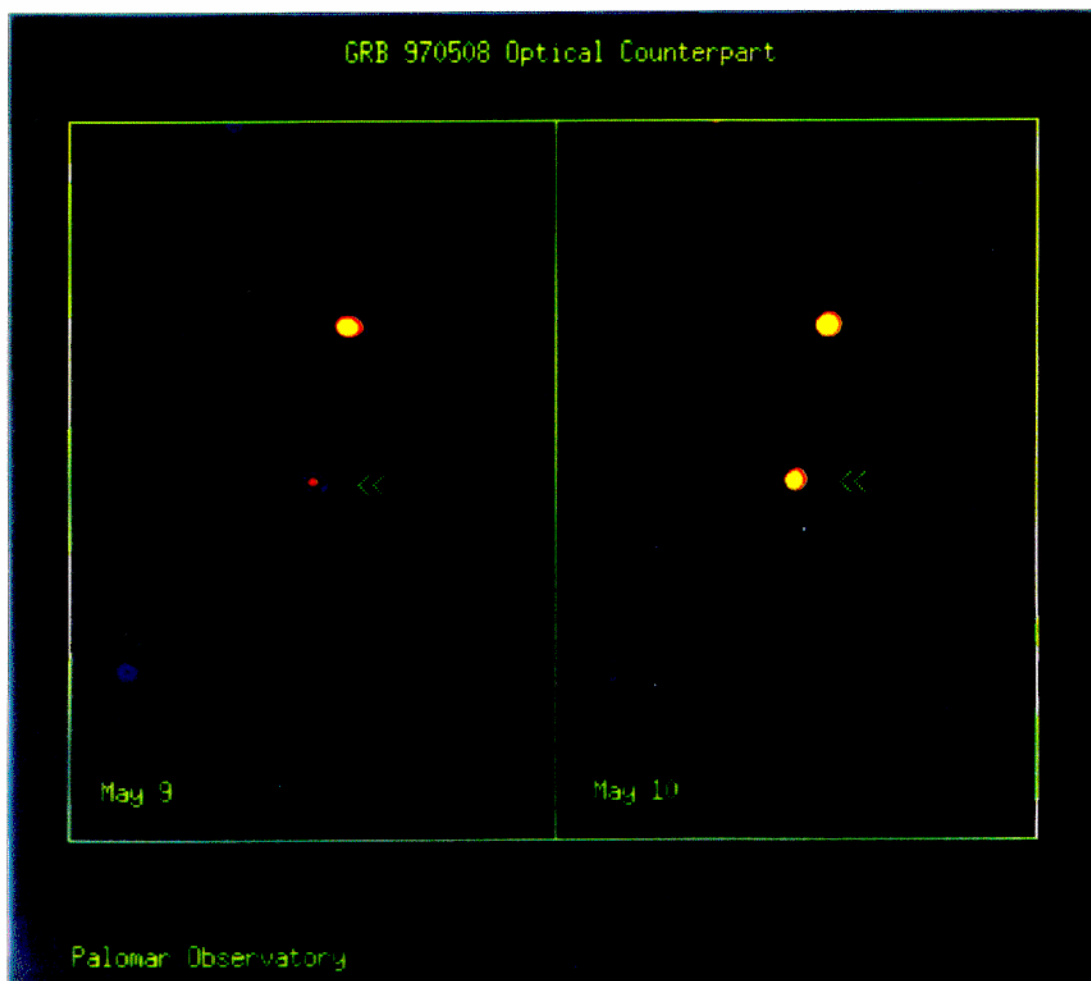 GRB 970508 Optical Counterpart
<<
<<
May 9
May 10
Palomar Observatory